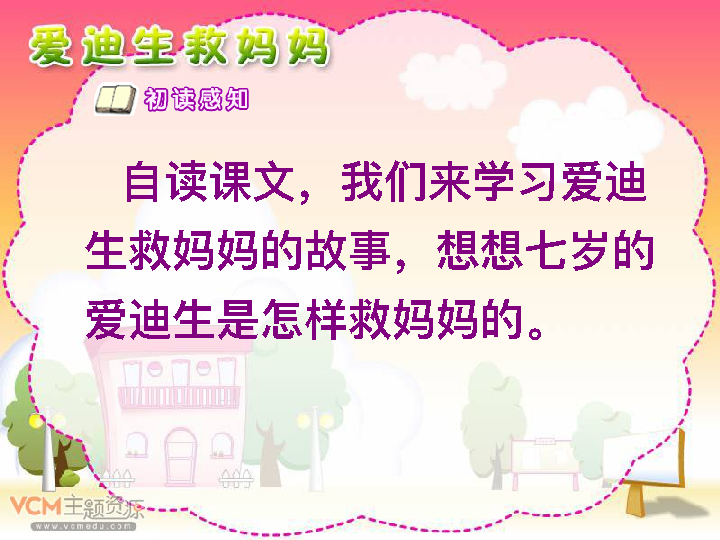 爱迪生救妈妈
初读感知
自读课文，我们来学习爱迪
生救妈妈的故事，想想七岁的
爱迪生是怎样救妈妈的。
VCM主题资源
www.vcmedu.com